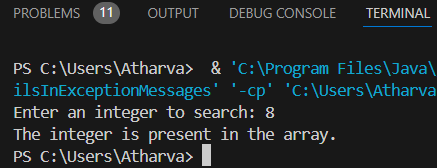 PROBLEMS 11 OUTPUT DEBUG CONSOLE TERMINAL
PS C:\Users\Atharva> & 'C:\Program Files\Java\
ilsInExceptionMessages' '-cp' 'C:\Users\Atharva
Enter an integer to search: 8
The integer is present in the array.
PS C:\Users\Atharva>